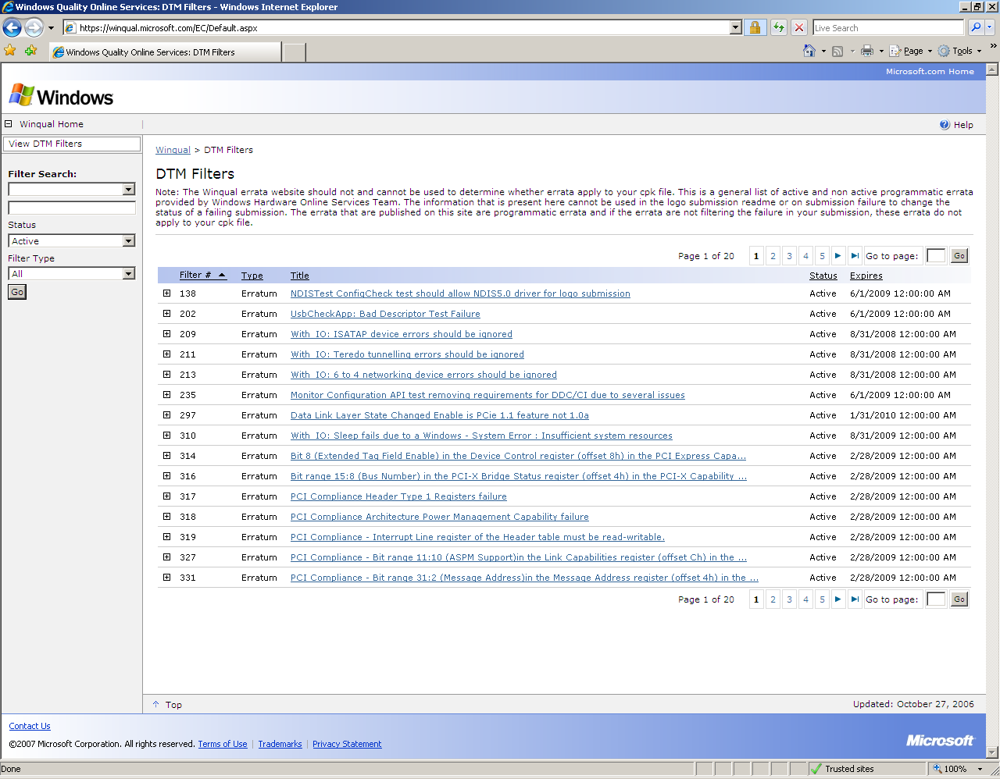 Windows Quality Online Services: DTM Filters - Windows Internet Explorer
https://winqual.microsoft.com/EC/Default.aspx
Live Search
Windows Quality Online Services: DTM Filters
Page
Tools
Microsoft.com Home
Windows
Winqual Home
Help
View DTM Filters
Filter Search:
Status
Active
Filter Type
All
Go
Winqual > DTM Filters
DTM Filters
Note: The Winqual errata website should not and cannot be used to determine whether errata apply to your cpk file. This is a general list of active and non active programmatic errata
provided by Windows Hardware Online Services Team. The information that is present here cannot be used in the logo submission readme or on submission failure to change the
status of a failing submission. The errata that are published on this site are programmatic errata and if the errata are not filtering the failure in your submission, these errata do not
apply to your cpk file.
Page 1 of 20 1 2 3 4 5 Go to page: Go
Filter # Type Title Status Expires
138 Erratum NDISTest ConfigCheck test should allow NDIS5.0 driver for logo submission Active 6/1/2009 12:00:00 AM
202 Erratum UsbCheckApp: Bad Descriptor Test Failure Active 6/1/2009 12:00:00 AM
209 Erratum With_IO: ISATAP device errors should be ignored Active 8/31/2008 12:00:00 AM
211 Erratum With_IO: Teredo tunnelling errors should be ignored Active 8/31/2008 12:00:00 AM
213 Erratum With_IO: 6 to 4 networking device errors should be ignored Active 8/31/2008 12:00:00 AM
235 Erratum Monitor Configuration API test removing requirements for DDC/CI due to several issues Active 6/1/2009 12:00:00 AM
297 Erratum Data Link Layer State Changed Enable is PCie 1.1 feature not 1.0a Active 1/31/2010 12:00:00 AM
310 Erratum With_IO: Sleep fails due to a Windows - System Error : Insufficient system resources Active 8/31/2009 12:00:00 AM
314 Erratum Bit 8 (Extended Tag Field Enable) in the Device Control register (offset 8h) in the PCI Express Capa... Active 2/28/2009 12:00:00 AM
316 Erratum Bit range 15:8 (Bus Number) in the PCI-X Bridge Status register (offset 4h) in the PCI-X Capability ... Active 2/28/2009 12:00:00 AM
317 Erratum PCI Compliance Header Type 1 Registers failure Active 2/28/2009 12:00:00 AM
318 Erratum PCI Compliance Architecture Power Management Capability failure Active 2/28/2009 12:00:00 AM
319 Erratum PCI Compliance - Interrupt Line register of the Header table must be read-writable. Active 2/28/2009 12:00:00 AM
327 Erratum PCI Compliance - Bit range 11:10 (ASPM Support)in the Link Capabilities register (offset Ch) in the ... Active 2/28/2009 12:00:00 AM
331 Erratum PCI Compliance - Bit range 31:2 (Message Address)in the Message Address register (offset 4h) in the ... Active 2/28/2009 12:00:00 AM
Page 1 of 20 1 2 3 4 5 Go to page: Go
Top
Updated: October 27, 2006
Contact Us
©2007 Microsoft Corporation. All rights reserved. Terms of Use | Trademarks | Privacy Statement
Microsoft
Done
Trusted sites
100%